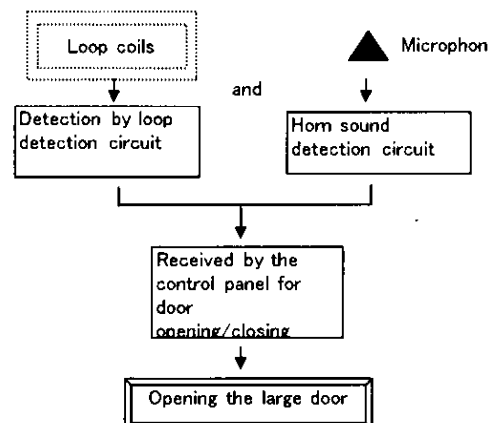 Loop coils
Microphon
and
Detection by loop
detection circuit
Horn sound
detection circuit
Received by the
control panel for
door
opening/closing
Opening the large door